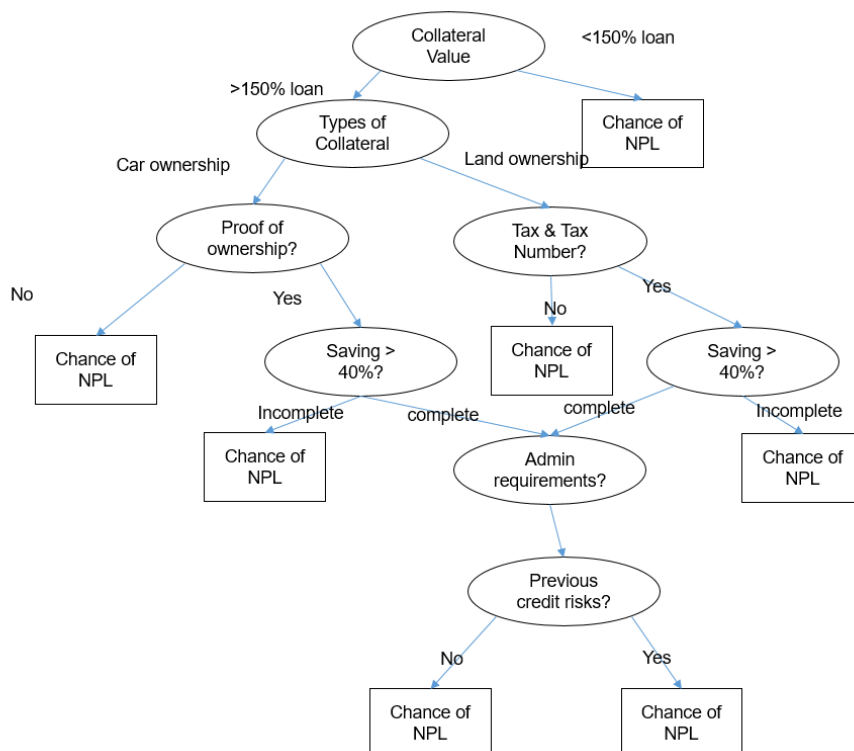 Collateral
Value
<150% loan
>150% loan
Chance of
NPL
Types of
Collateral
Car ownership
Land ownership
Proof of
ownership?
Tax & Tax
Number?
No
Yes
No
Yes
Chance of
NPL
Saving >
40%?
Chance of
NPL
Saving >
40%?
Incomplete
complete
complete
Incomplete
Chance of
NPL
Admin
requirements?
Chance of
NPL
Previous
credit risks?
No
Yes
Chance of
NPL
Chance of
NPL